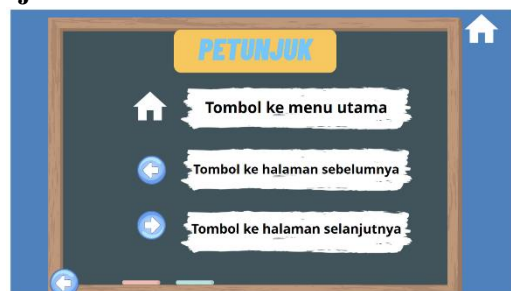 PETUNJUK
Tombol ke menu utama
Tombol ke halaman sebelumnya
Tombol ke halaman selanjutnya